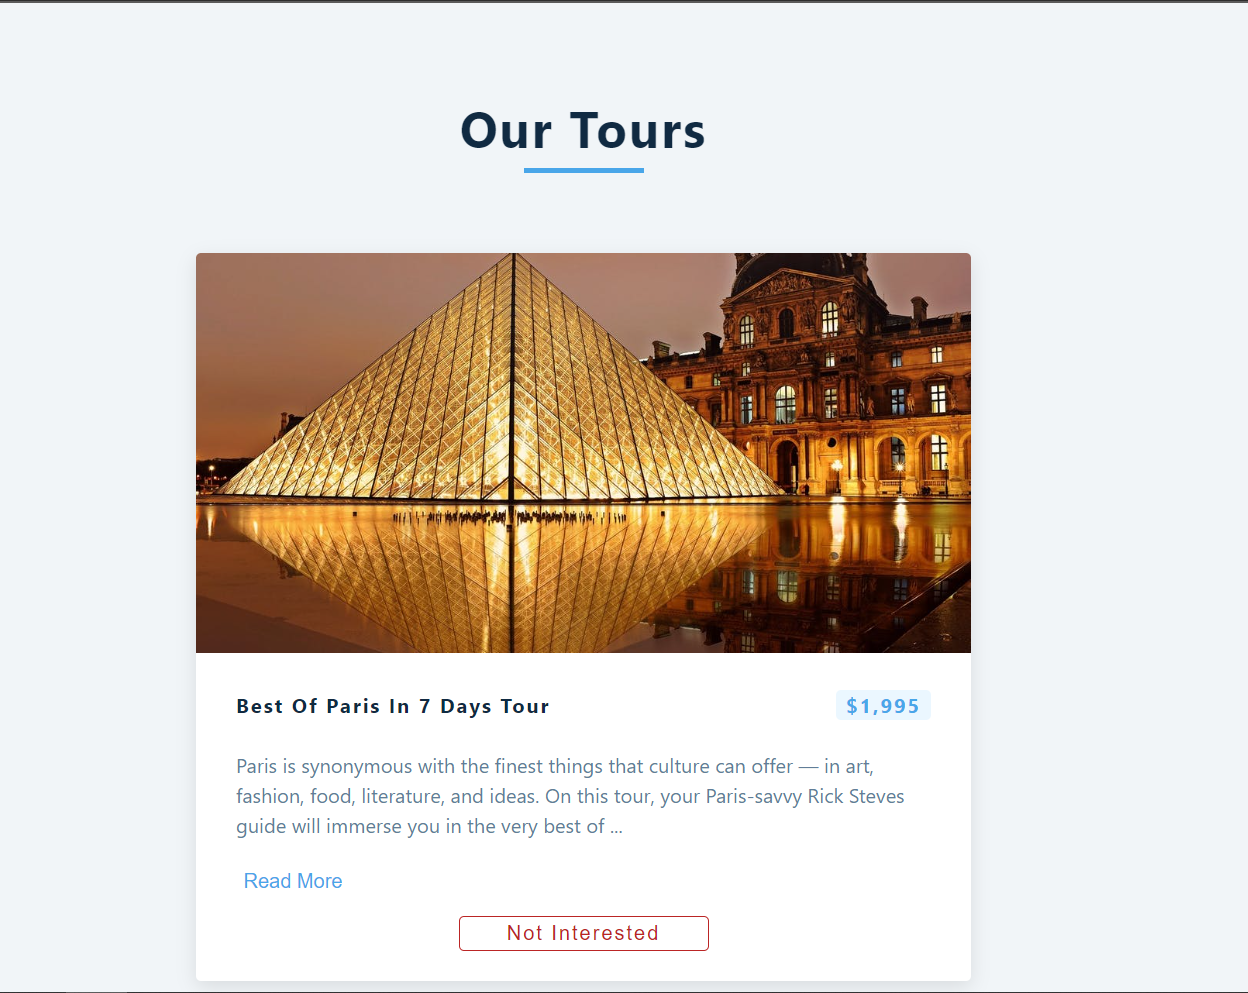 Our Tours
Best Of Paris In 7 Days Tour
$1,995
Paris is synonymous with the finest things that culture can offer — in art,
fashion, food, literature, and ideas. On this tour, your Paris-savvy Rick Steves
guide will immerse you in the very best of ...
Read More
Not Interested